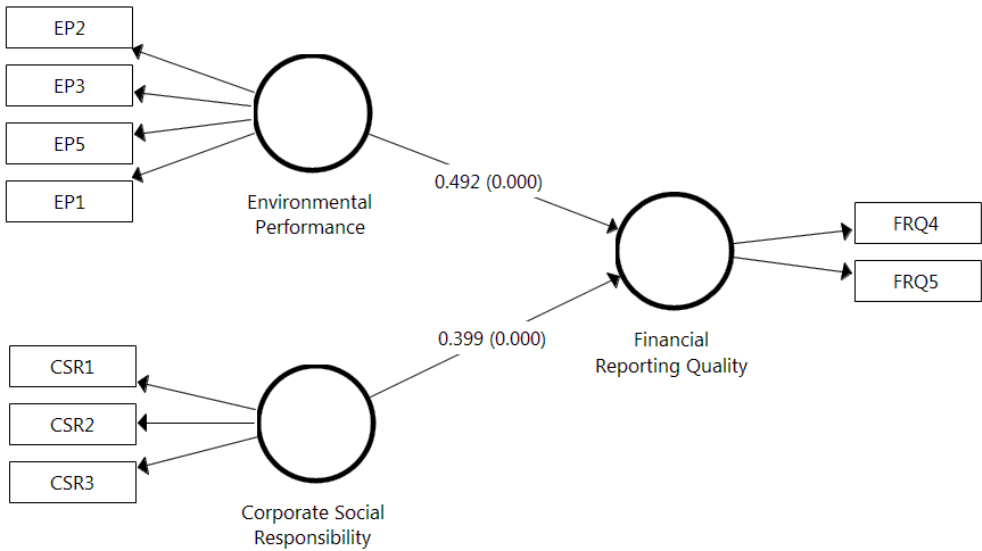 EP2
EP3
EP5
EP1
Environmental
Performance
0.492 (0.000)
FRQ4
FRQ5
Financial
Reporting Quality
0.399 (0.000)
CSR1
CSR2
CSR3
Corporate Social
Responsibility